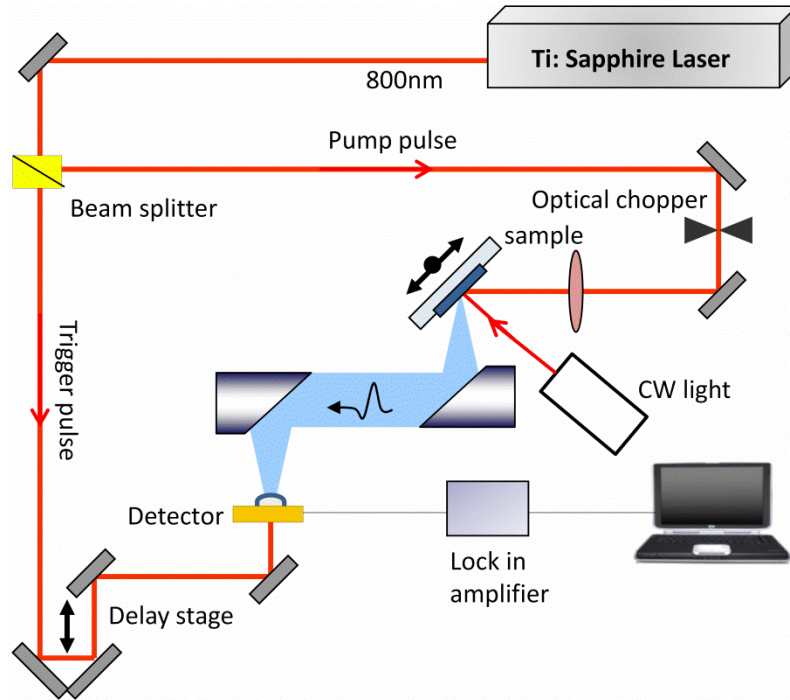 Ti: Sapphire Laser
800nm
Pump pulse
Beam splitter
Optical chopper
sample
Trigger pulse
CW light
Detector
Lock in
amplifier
Delay stage